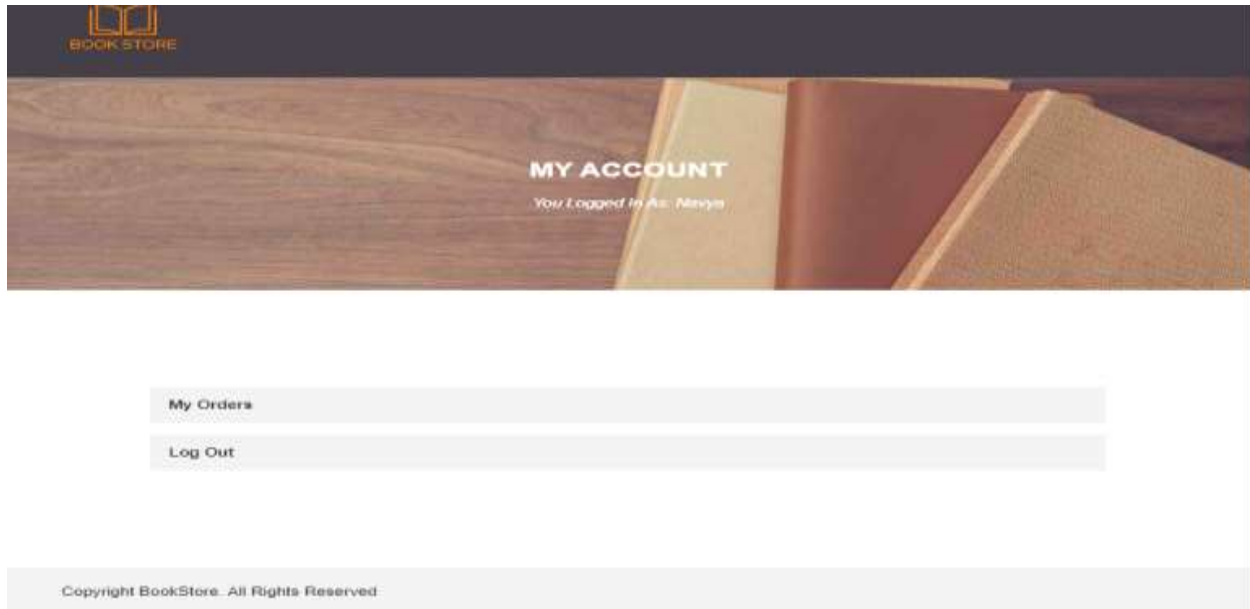 BOOK STORE
MY ACCOUNT
You Logged In As: Navya
My Orders
Log Out
Copyright BookStore. All Rights Reserved